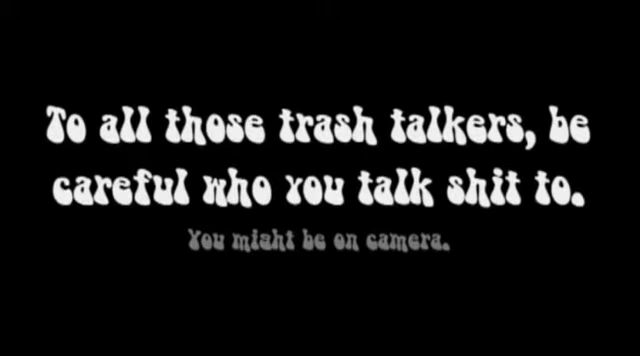 To all those trash talkers, be
careful who you talk shit to.
You might be on camera.